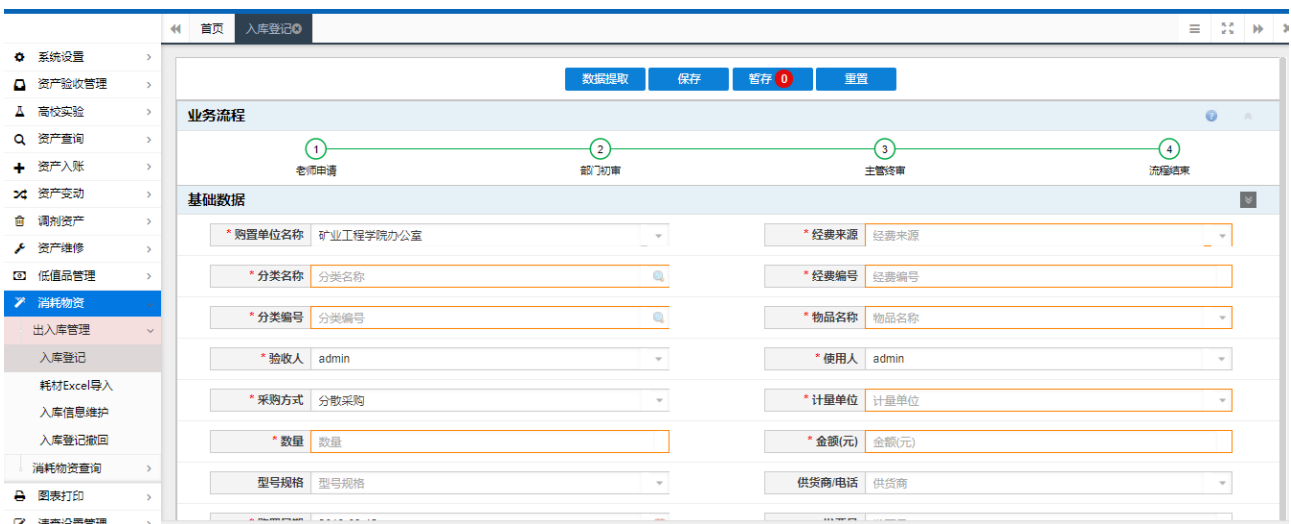 首页
入库登记
系统设置
资产验收管理
高校实验
资产查询
资产入账
资产变动
调剂资产
资产维修
低值品管理
消耗物资
出入库管理
入库登记
耗材Excel导入
入库信息维护
入库登记撤回
消耗物资查询
图表打印
数据提取 保存 暂存 0 重置
业务流程
1 2 3 4
老师申请 部门初审 主管终审 流程结束
基础数据
* 购置单位名称 矿业工程学院办公室 * 经费来源 经费来源
* 分类名称 分类名称 * 经费编号 经费编号
* 分类编号 分类编号 * 物品名称 物品名称
* 验收人 admin * 使用人 admin
* 采购方式 分散采购 * 计量单位 计量单位
* 数量 数量 * 金额(元) 金额(元)
型号规格 型号规格 供货商/电话 供货商